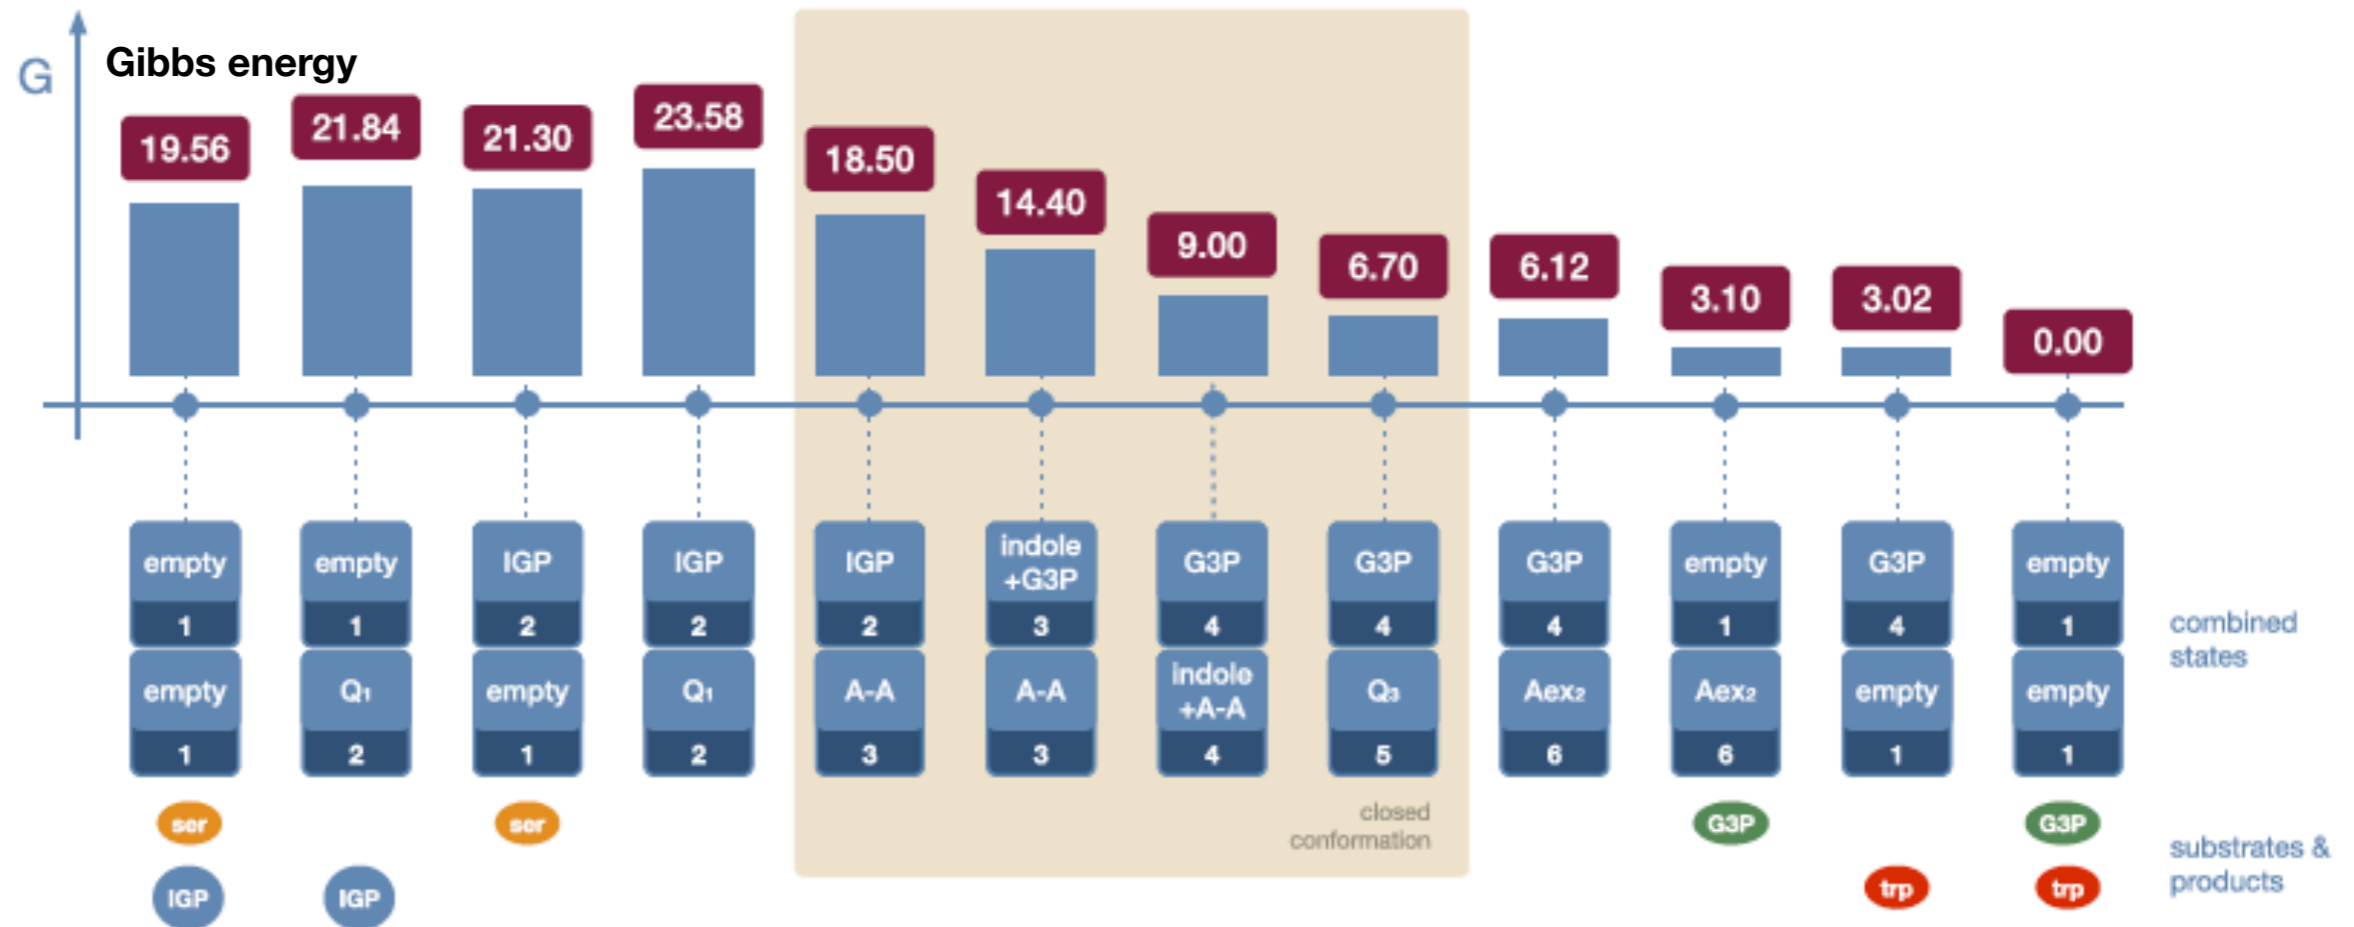 G
Gibbs energy
19.56
21.84
21.30
23.58
18.50
14.40
9.00
6.70
6.12
3.10
3.02
0.00
empty
empty
IGP
IGP
IGP
indole
+G3P
G3P
G3P
G3P
empty
G3P
empty
1
1
2
2
2
3
4
4
4
1
4
1
combined
states
empty
Q1
empty
Q1
A-A
A-A
indole
+A-A
Q3
Aex2
Aex2
empty
empty
1
2
1
2
3
3
4
5
6
6
1
1
closed
conformation
ser
ser
G3P
G3P
IGP
IGP
trp
trp
substrates &
products